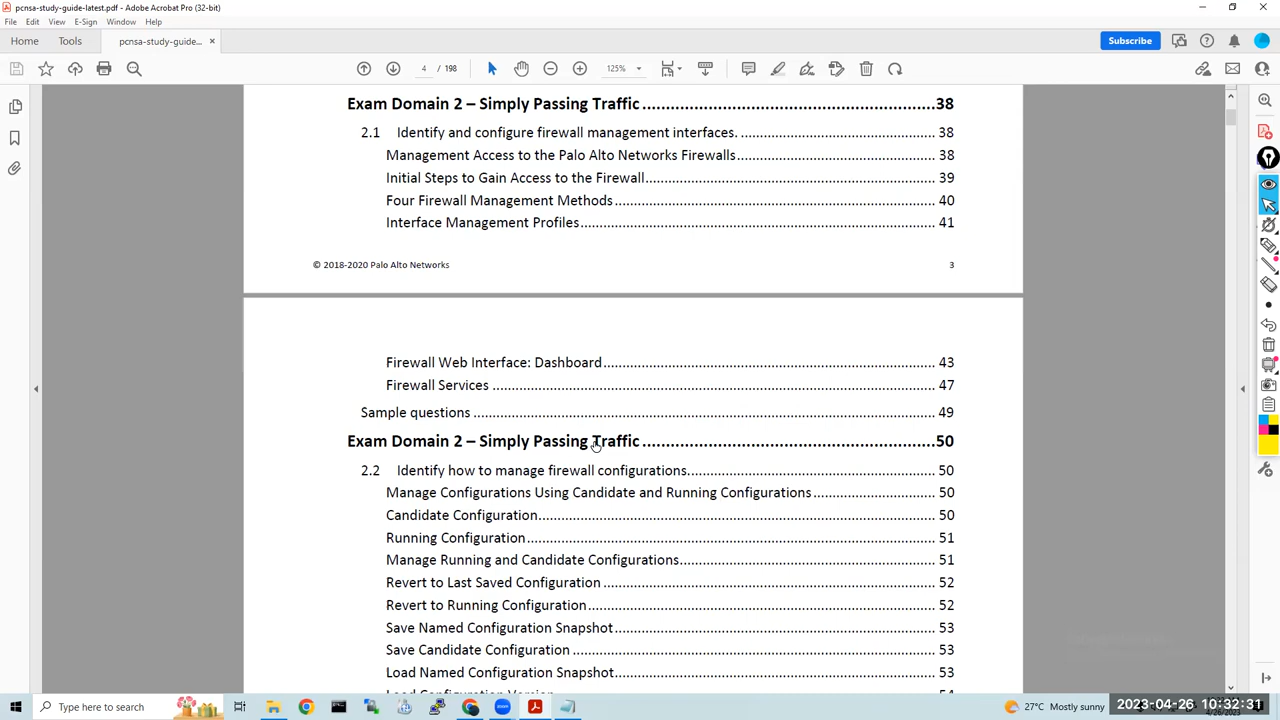 pcnsa-study-guide-latest.pdf - Adobe Acrobat Pro (32-bit)
File Edit View E-Sign Window Help
Home Tools pcnsa-study-guide... × Subscribe
4 / 198 125%
Exam Domain 2 – Simply Passing Traffic 38
2.1 Identify and configure firewall management interfaces. 38
Management Access to the Palo Alto Networks Firewalls 38
Initial Steps to Gain Access to the Firewall 39
Four Firewall Management Methods 40
Interface Management Profiles 41
© 2018-2020 Palo Alto Networks 3
Firewall Web Interface: Dashboard 43
Firewall Services 47
Sample questions 49
Exam Domain 2 – Simply Passing Traffic 50
2.2 Identify how to manage firewall configurations. 50
Manage Configurations Using Candidate and Running Configurations 50
Candidate Configuration 50
Running Configuration 51
Manage Running and Candidate Configurations 51
Revert to Last Saved Configuration 52
Revert to Running Configuration 52
Save Named Configuration Snapshot 53
Save Candidate Configuration 53
Load Named Configuration Snapshot 53
Load Configuration Version 54
Type here to search 27°C Mostly sunny 2023-04-26 10:32:31